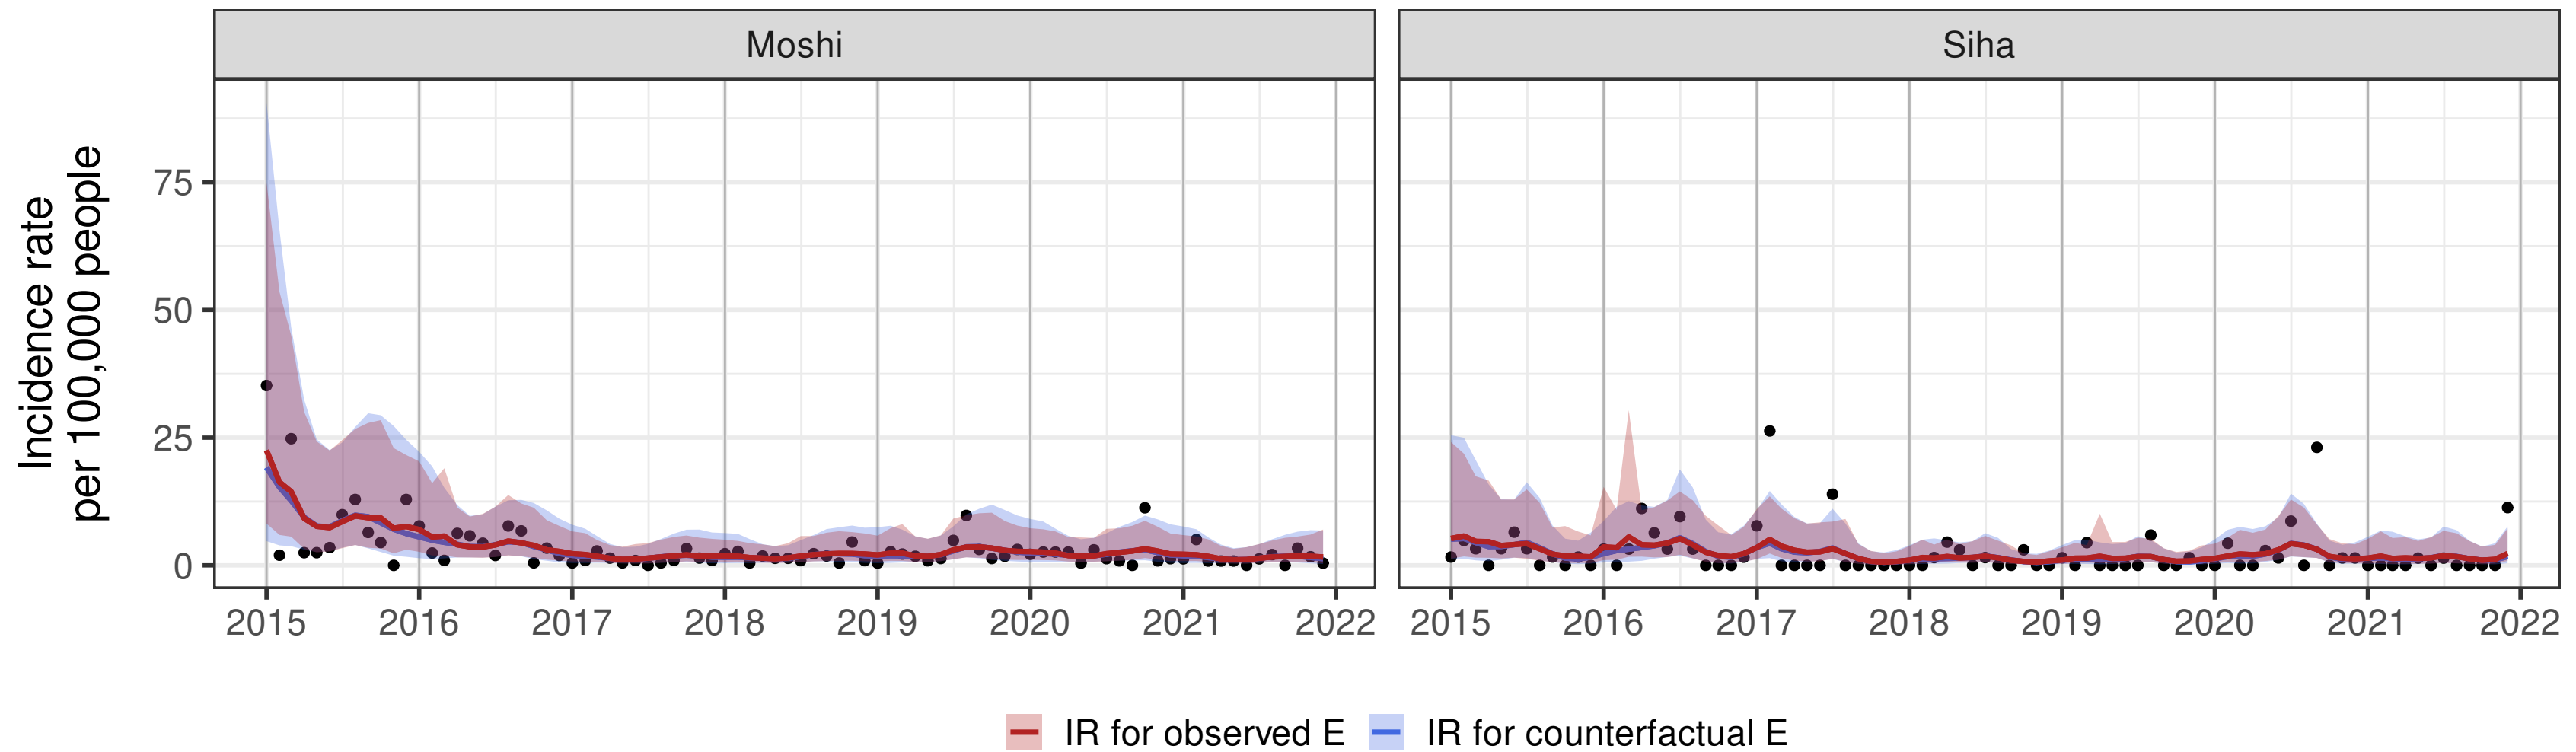 Moshi
Siha
Incidence rate
per 100,000 people
75
50
25
0
2015 2016 2017 2018 2019 2020 2021 2022
2015 2016 2017 2018 2019 2020 2021 2022
IR for observed E
IR for counterfactual E